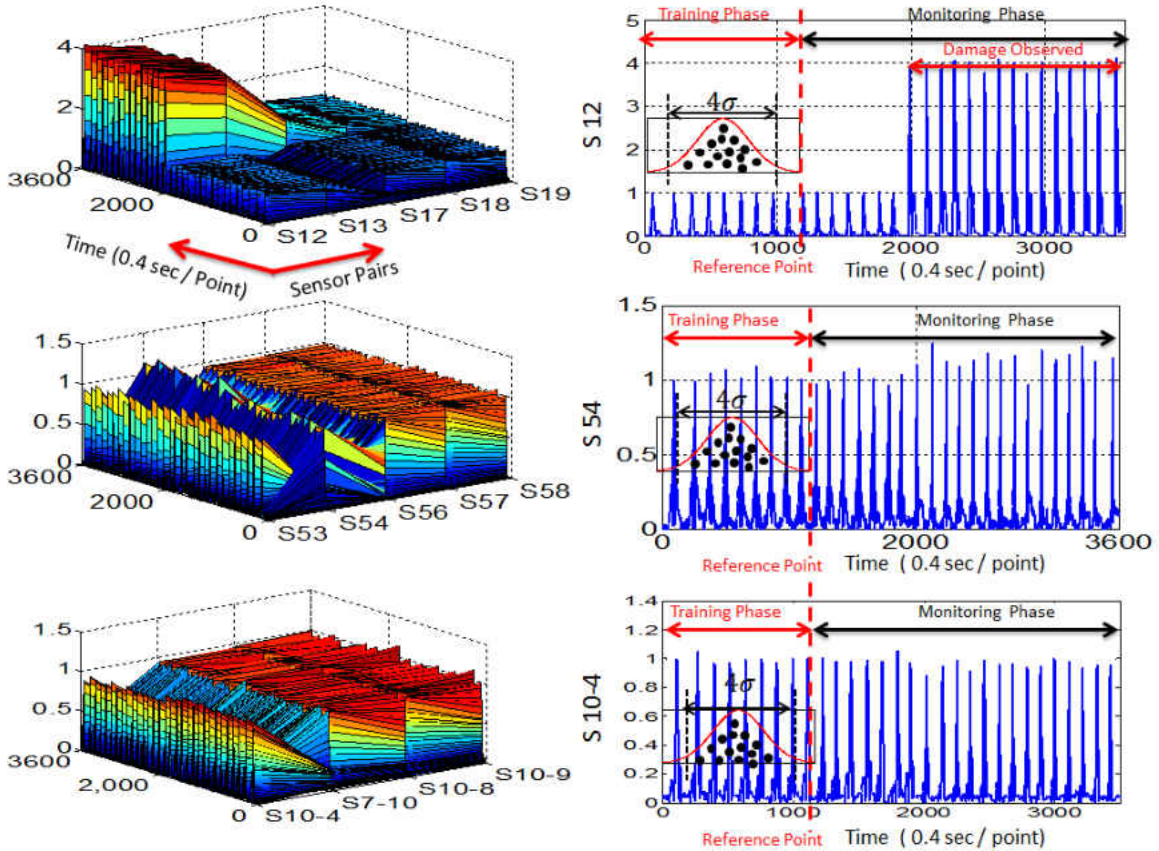 4
2
0
3600
2000
0
S12
S13
S17
S18
S19
Time (0.4 sec / Point)
Sensor Pairs
Training Phase
Monitoring Phase
Damage Observed
4σ
S 12
5
4
3
2
1
0
0
1000
2000
3000
Reference Point
Time ( 0.4 sec / point)
1.5
1
0.5
0
3600
2000
0
S53
S54
S56
S57
S58
Training Phase
Monitoring Phase
4σ
S 54
1.5
1
0.5
0
0
2000
3600
Reference Point
Time ( 0.4 sec / point)
1.5
1
0.5
0
3600
2,000
0
S10-4
S7-10
S10-8
S10-9
Training Phase
Monitoring Phase
4σ
S 10-4
1.4
1.2
1
0.8
0.6
0.4
0.2
0
0
1000
2000
3000
Reference Point
Time ( 0.4 sec / point)